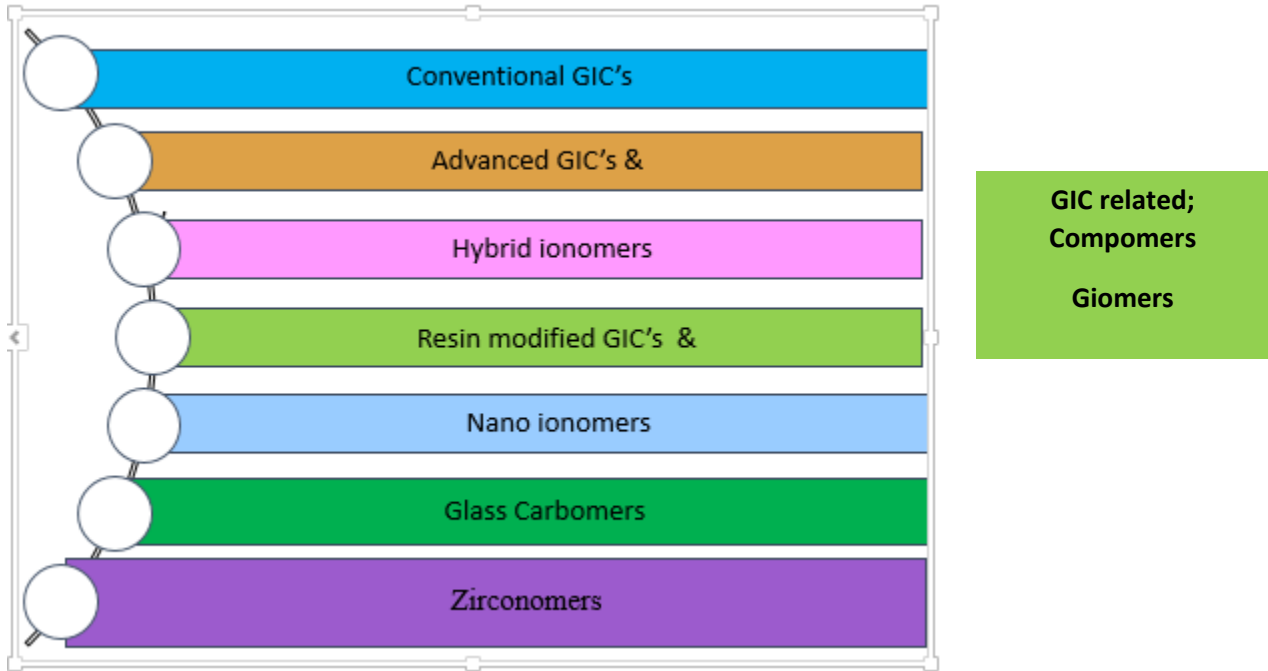 Conventional GIC’s
Advanced GIC’s &
Hybrid ionomers
Resin modified GIC’s &
Nano ionomers
Glass Carbomers
Zirconomers
GIC related;
Compomers
Giomers